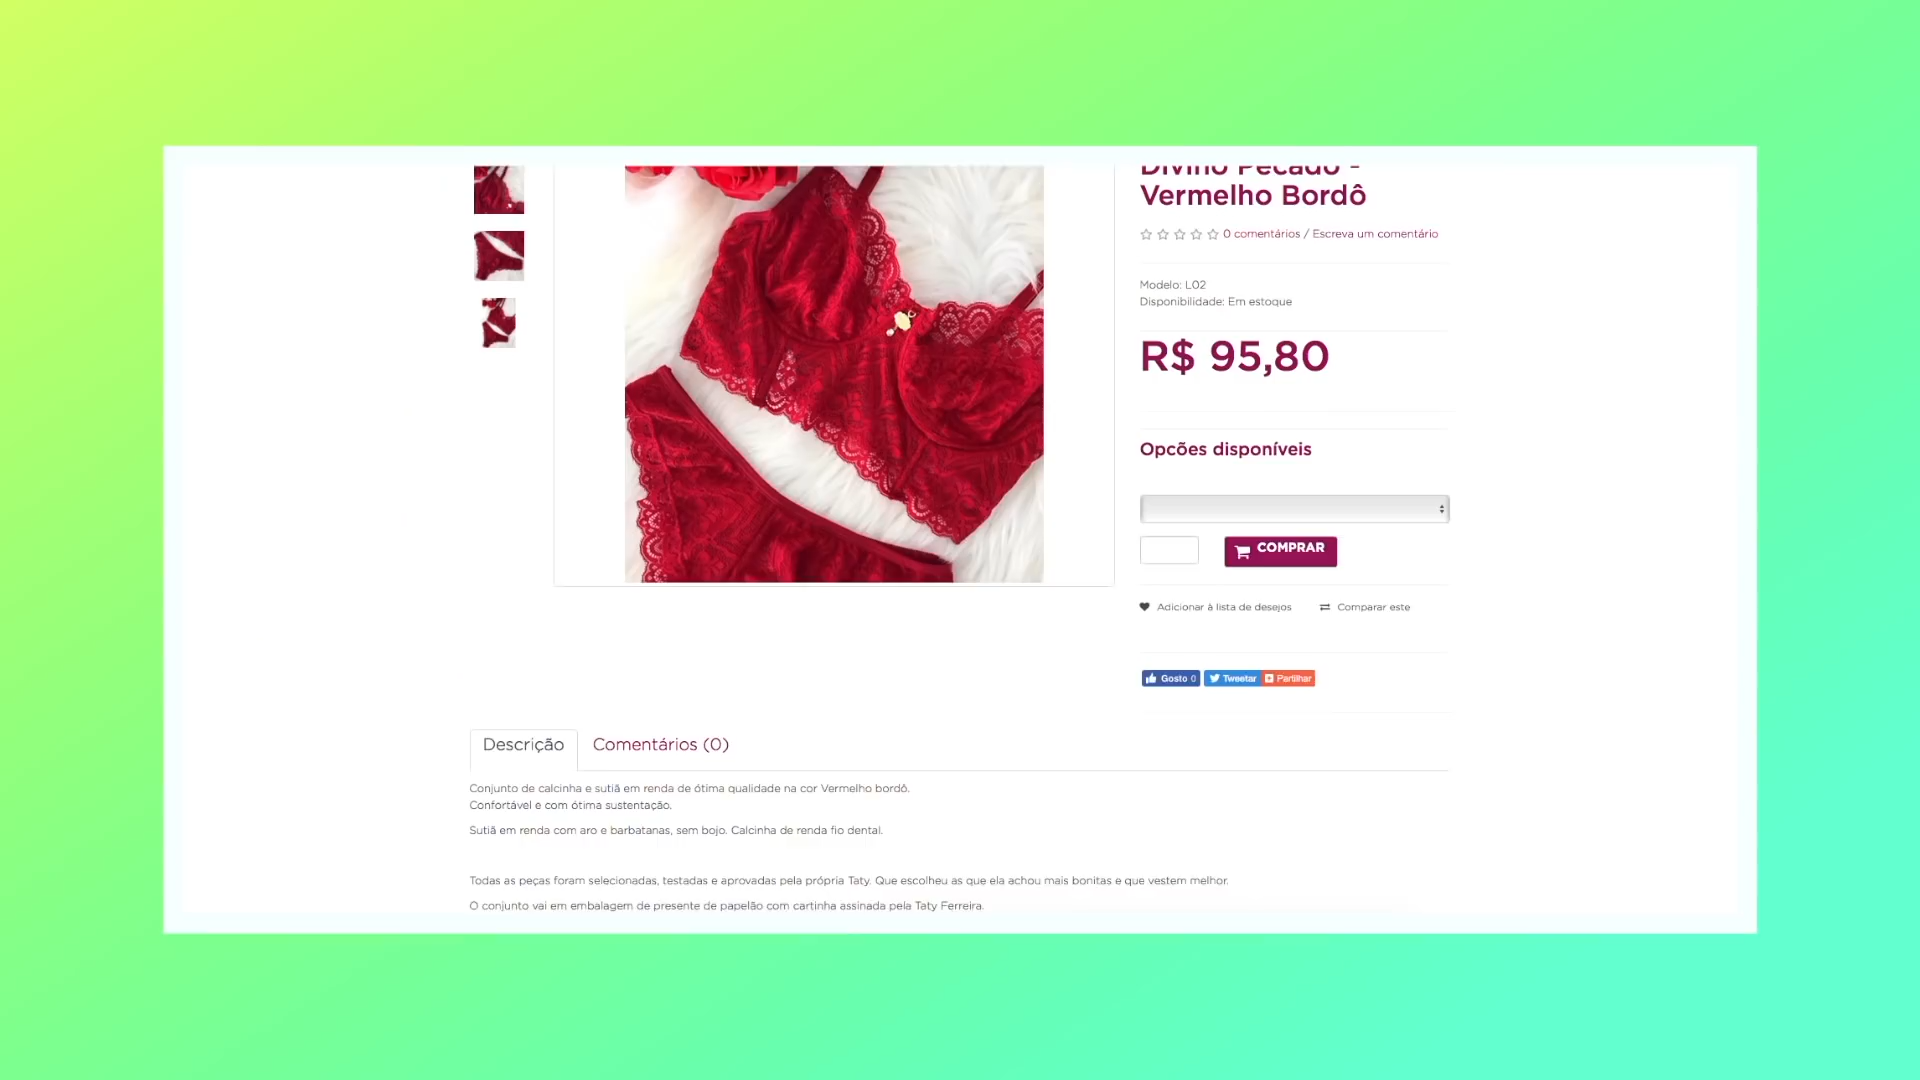 Divino Pecado -
Vermelho Bordô
0 comentários / Escreva um comentário
Modelo: L02
Disponibilidade: Em estoque
R$ 95,80
Opcões disponíveis
COMPRAR
Adicionar à lista de desejos Comparar este
Gosto 0 Tweetar Partilhar
Descrição Comentários (0)
Conjunto de calcinha e sutiã em renda de ótima qualidade na cor Vermelho bordô.
Confortável e com ótima sustentação.
Sutiã em renda com aro e barbatanas, sem bojo. Calcinha de renda fio dental.
Todas as peças foram selecionadas, testadas e aprovadas pela própria Taty. Que escolheu as que ela achou mais bonitas e que vestem melhor.
O conjunto vai em embalagem de presente de papelão com cartinha assinada pela Taty Ferreira.